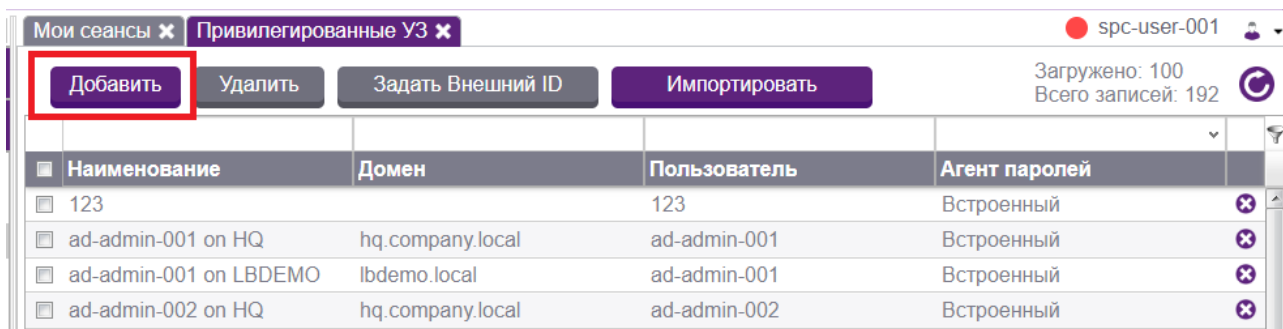 Мои сеансы Привилегированные УЗ spc-user-001
Добавить Удалить Задать Внешний ID Импортировать Загружено: 100
Всего записей: 192
Наименование Домен Пользователь Агент паролей
123 123 Встроенный
ad-admin-001 on HQ hq.company.local ad-admin-001 Встроенный
ad-admin-001 on LBDEMO lbdemo.local ad-admin-001 Встроенный
ad-admin-002 on HQ hq.company.local ad-admin-002 Встроенный